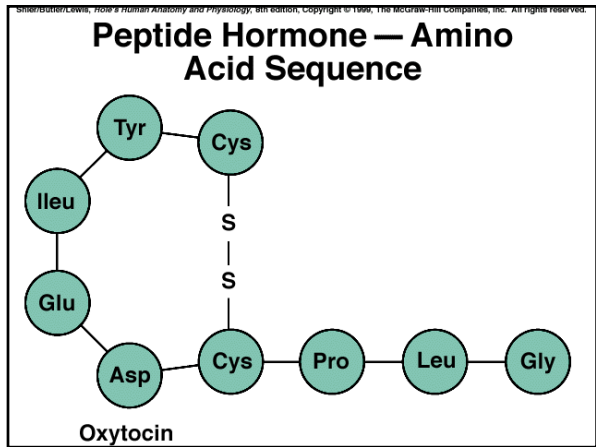 Shier/Butler/Lewis, Hole's Human Anatomy and Physiology, 8th edition, Copyright © 1999, The McGraw-Hill Companies, Inc. All rights reserved.
Peptide Hormone — Amino
Acid Sequence
Tyr
Cys
Ileu
S
S
Glu
Asp
Cys
Pro
Leu
Gly
Oxytocin